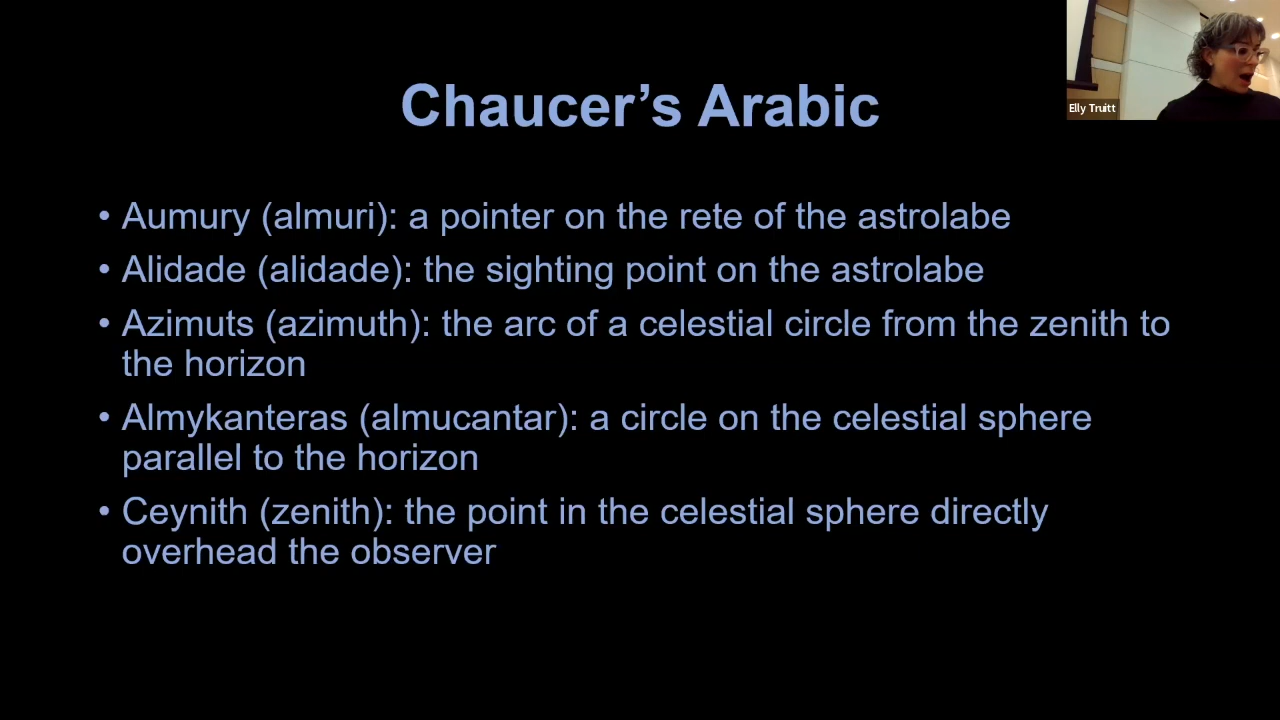 Elly Truitt
Chaucer’s Arabic
• Aumury (almuri): a pointer on the rete of the astrolabe
• Alidade (alidade): the sighting point on the astrolabe
• Azimuts (azimuth): the arc of a celestial circle from the zenith to
the horizon
• Almykanteras (almucantar): a circle on the celestial sphere
parallel to the horizon
• Ceynith (zenith): the point in the celestial sphere directly
overhead the observer